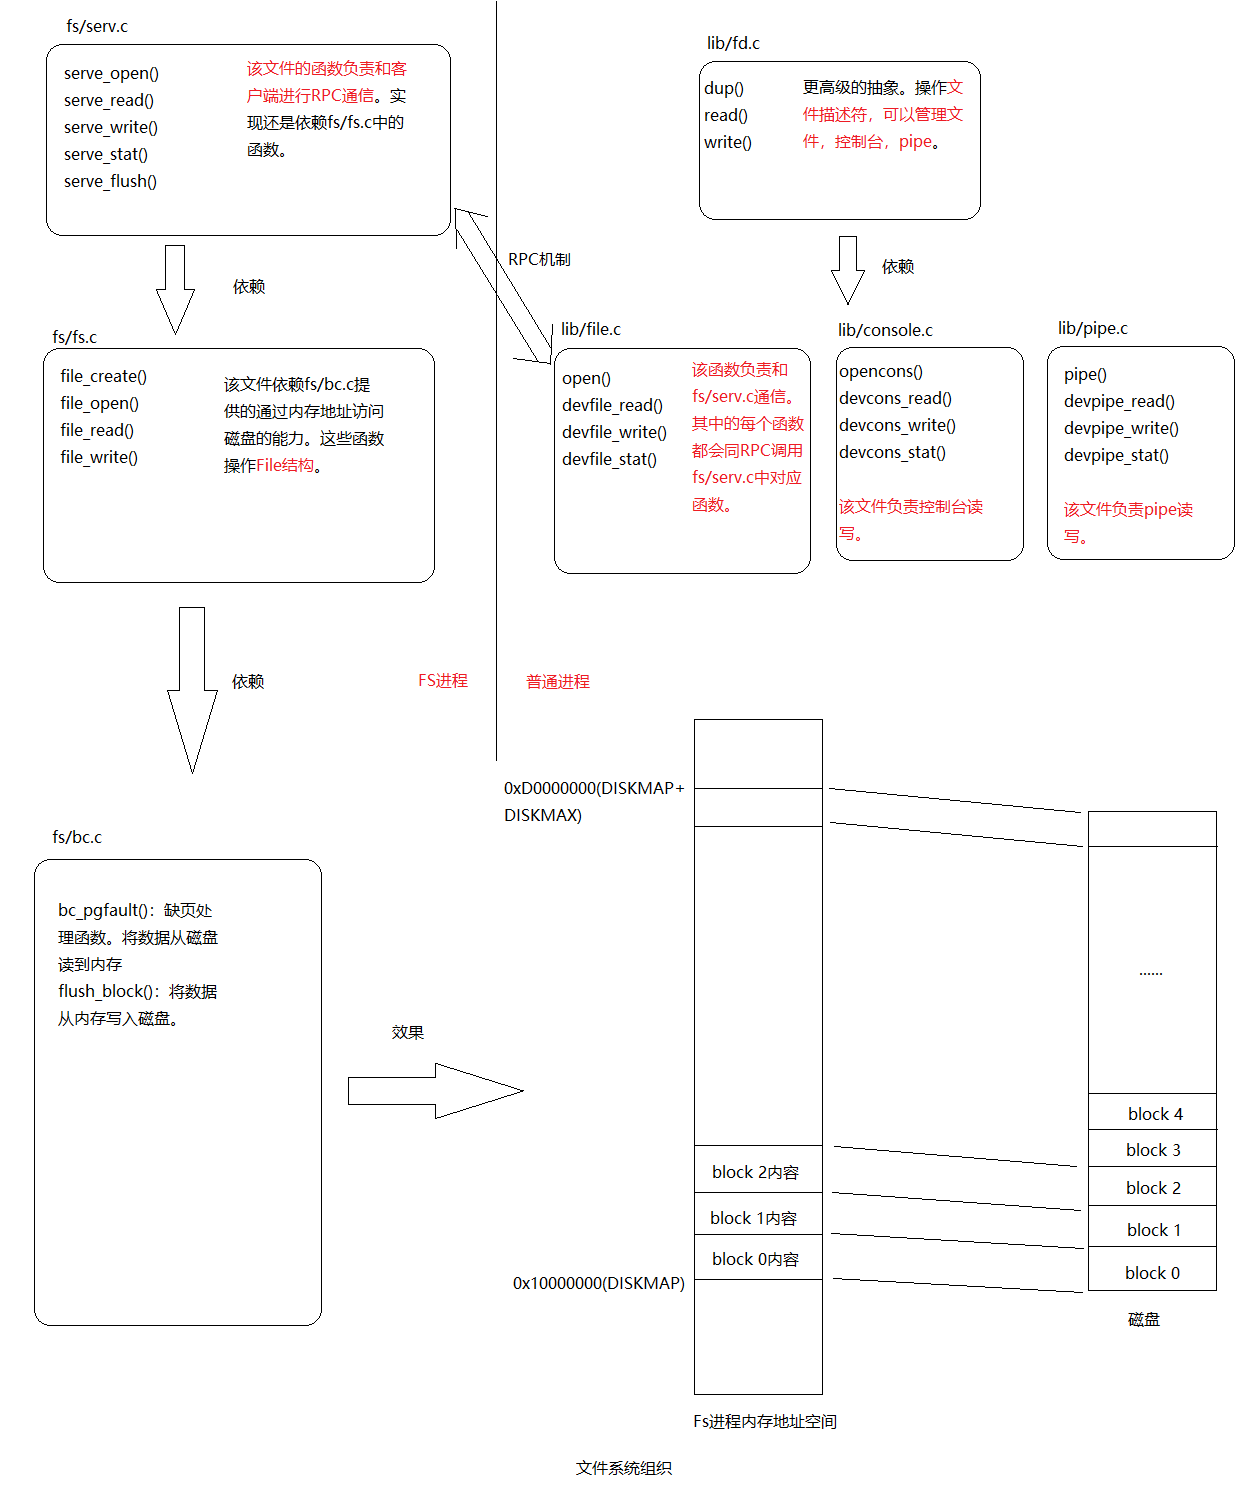 fs/serv.c
serve_open()
serve_read()
serve_write()
serve_stat()
serve_flush()
该文件的函数负责和客
户端进行RPC通信。实
现还是依赖fs/fs.c中的
函数。
lib/fd.c
dup()
read()
write()
更高级的抽象。操作文
件描述符，可以管理文
件，控制台，pipe。
依赖
RPC机制
依赖
fs/fs.c
file_create()
file_open()
file_read()
file_write()
该文件依赖fs/bc.c提
供的通过内存地址访问
磁盘的能力。这些函数
操作File结构。
lib/file.c
open()
devfile_read()
devfile_write()
devfile_stat()
该函数负责和
fs/serv.c通信。
其中的每个函数
都会同RPC调用
fs/serv.c中对应
函数。
lib/console.c
opencons()
devcons_read()
devcons_write()
devcons_stat()
该文件负责控制台读
写。
lib/pipe.c
pipe()
devpipe_read()
devpipe_write()
devpipe_stat()
该文件负责pipe读
写。
依赖
FS进程
普通进程
fs/bc.c
bc_pgfault()：缺页处
理函数。将数据从磁盘
读到内存
flush_block()：将数据
从内存写入磁盘。
效果
0xD0000000(DISKMAP+
DISKMAX)
block 2内容
block 1内容
block 0内容
0x10000000(DISKMAP)
Fs进程内存地址空间
......
block 4
block 3
block 2
block 1
block 0
磁盘
文件系统组织